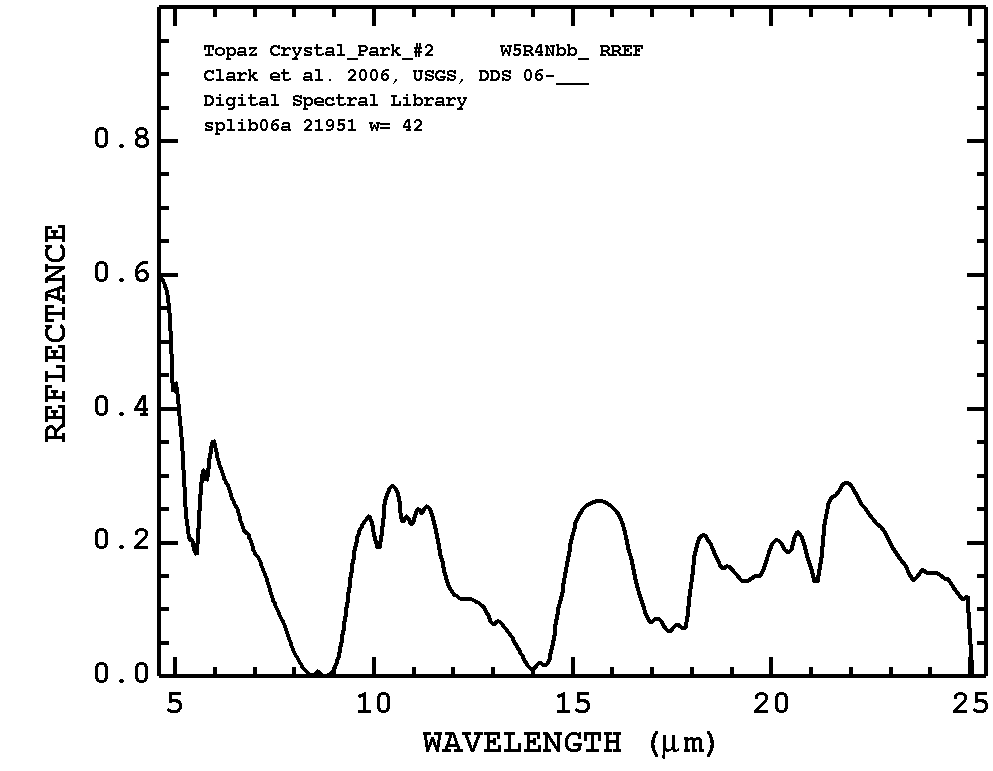 Topaz Crystal_Park_#2 W5R4Nbb_ RREF
Clark et al. 2006, USGS, DDS 06-___
Digital Spectral Library
splib06a 21951 w= 42
REFLECTANCE
0.8
0.6
0.4
0.2
0.0
5 10 15 20 25
WAVELENGTH (μm)